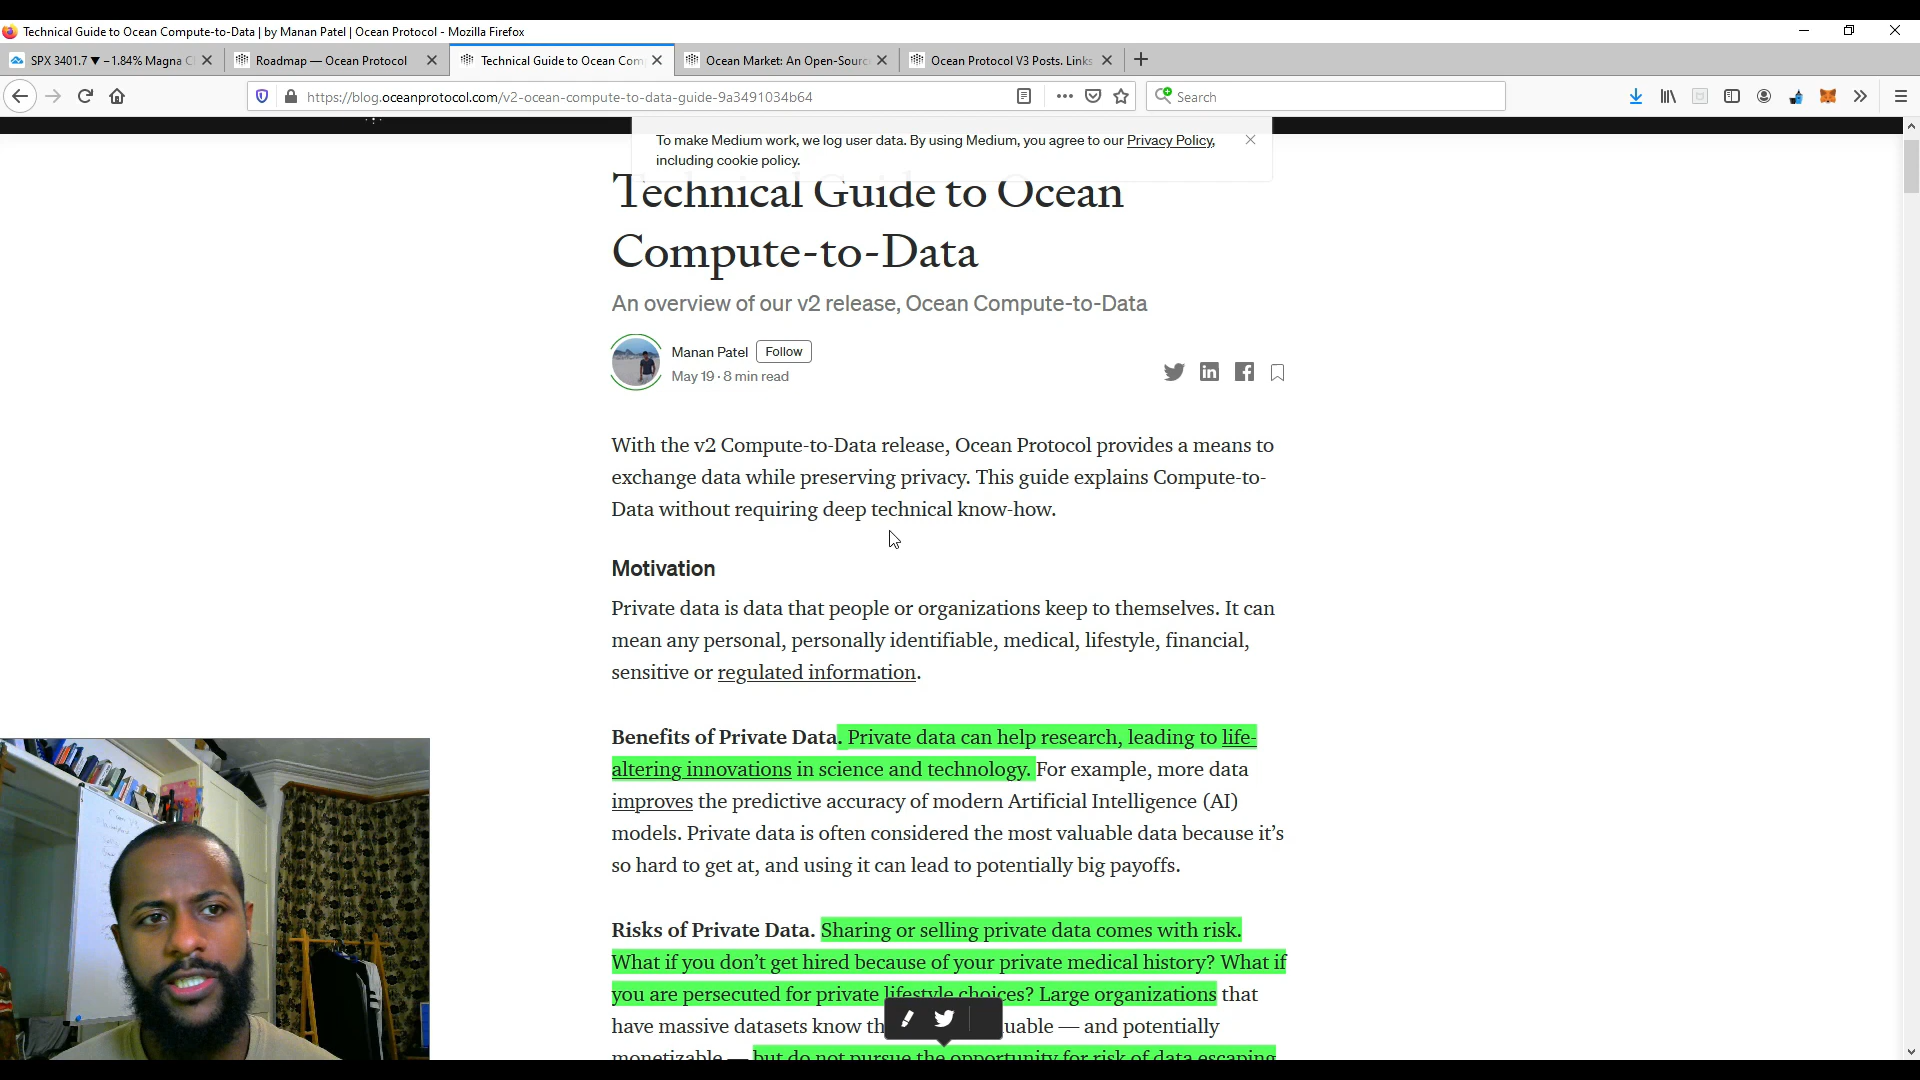 Technical Guide to Ocean Compute-to-Data | by Manan Patel | Ocean Protocol - Mozilla Firefox
SPX 3401.7 ▼ −1.84% Magna C
Roadmap — Ocean Protocol
Technical Guide to Ocean Com
Ocean Market: An Open-Sourc
Ocean Protocol V3 Posts. Links
https://blog.oceanprotocol.com/v2-ocean-compute-to-data-guide-9a3491034b64
Search
To make Medium work, we log user data. By using Medium, you agree to our Privacy Policy,
including cookie policy.
Technical Guide to Ocean
Compute-to-Data
An overview of our v2 release, Ocean Compute-to-Data
Manan Patel
Follow
May 19 · 8 min read
With the v2 Compute-to-Data release, Ocean Protocol provides a means to
exchange data while preserving privacy. This guide explains Compute-to-
Data without requiring deep technical know-how.
Motivation
Private data is data that people or organizations keep to themselves. It can
mean any personal, personally identifiable, medical, lifestyle, financial,
sensitive or regulated information.
Benefits of Private Data. Private data can help research, leading to life-
altering innovations in science and technology. For example, more data
improves the predictive accuracy of modern Artificial Intelligence (AI)
models. Private data is often considered the most valuable data because it’s
so hard to get at, and using it can lead to potentially big payoffs.
Risks of Private Data. Sharing or selling private data comes with risk.
What if you don’t get hired because of your private medical history? What if
you are persecuted for private lifestyle choices? Large organizations that
have massive datasets know th uable — and potentially
monetizable — but do not pursue the opportunity for risk of data escaping